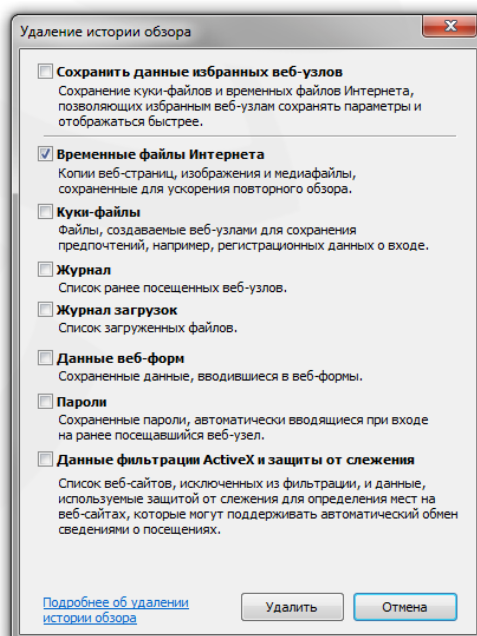 Удаление истории обзора
Сохранить данные избранных веб-узлов
Сохранение куки-файлов и временных файлов Интернета,
позволяющих избранным веб-узлам сохранять параметры и
отображаться быстрее.
Временные файлы Интернета
Копии веб-страниц, изображения и медиафайлы,
сохраненные для ускорения повторного обзора.
Куки-файлы
Файлы, создаваемые веб-узлами для сохранения
предпочтений, например, регистрационных данных о входе.
Журнал
Список ранее посещенных веб-узлов.
Журнал загрузок
Список загруженных файлов.
Данные веб-форм
Сохраненные данные, вводившиеся в веб-формы.
Пароли
Сохраненные пароли, автоматически вводящиеся при входе
на ранее посещавшийся веб-узел.
Данные фильтрации ActiveX и защиты от слежения
Список веб-сайтов, исключенных из фильтрации, и данные,
используемые защитой от слежения для определения мест на
веб-сайтах, которые могут поддерживать автоматический обмен
сведениями о посещениях.
Подробнее об удалении
истории обзора
Удалить
Отмена